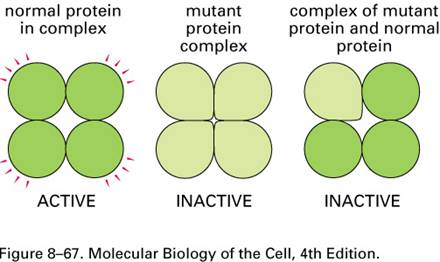 normal protein
in complex
mutant
protein
complex
complex of mutant
protein and normal
protein
ACTIVE
INACTIVE
INACTIVE
Figure 8–67. Molecular Biology of the Cell, 4th Edition.